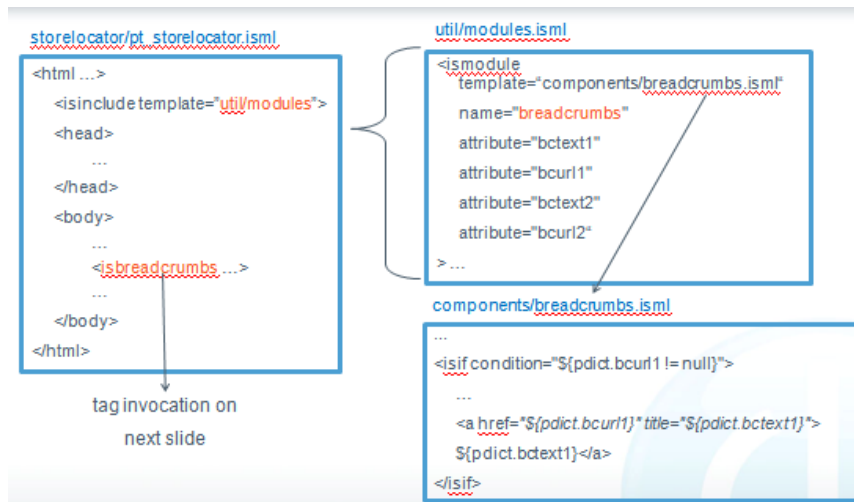 storelocator/pt_storelocator.isml
<html ...>
<isinclude template="util/modules">
<head>
...
</head>
<body>
...
<isbreadcrumbs ...>
...
</body>
</html>
tag invocation on
next slide
util/modules.isml
<ismodule
template=“components/breadcrumbs.isml“
name="breadcrumbs"
attribute="bctext1"
attribute="bcurl1"
attribute="bctext2"
attribute="bcurl2“
> ...
components/breadcrumbs.isml
...
<isif condition="${pdict.bcurl1 != null}">
...
<a href="${pdict.bcurl1}" title="${pdict.bctext1}">
${pdict.bctext1}</a>
</isif>